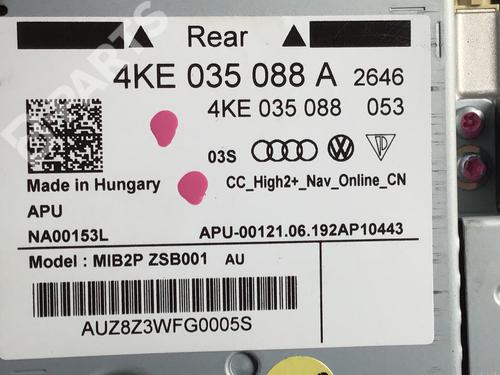 Rear
4KE 035 088 A 2646
4KE 035 088 053
03S
Made in Hungary
CC_High2+_Nav_Online_CN
APU
NA00153L
APU-00121.06.192AP10443
Model : MIB2P ZSB001 AU
AUZ8Z3WFG0005S